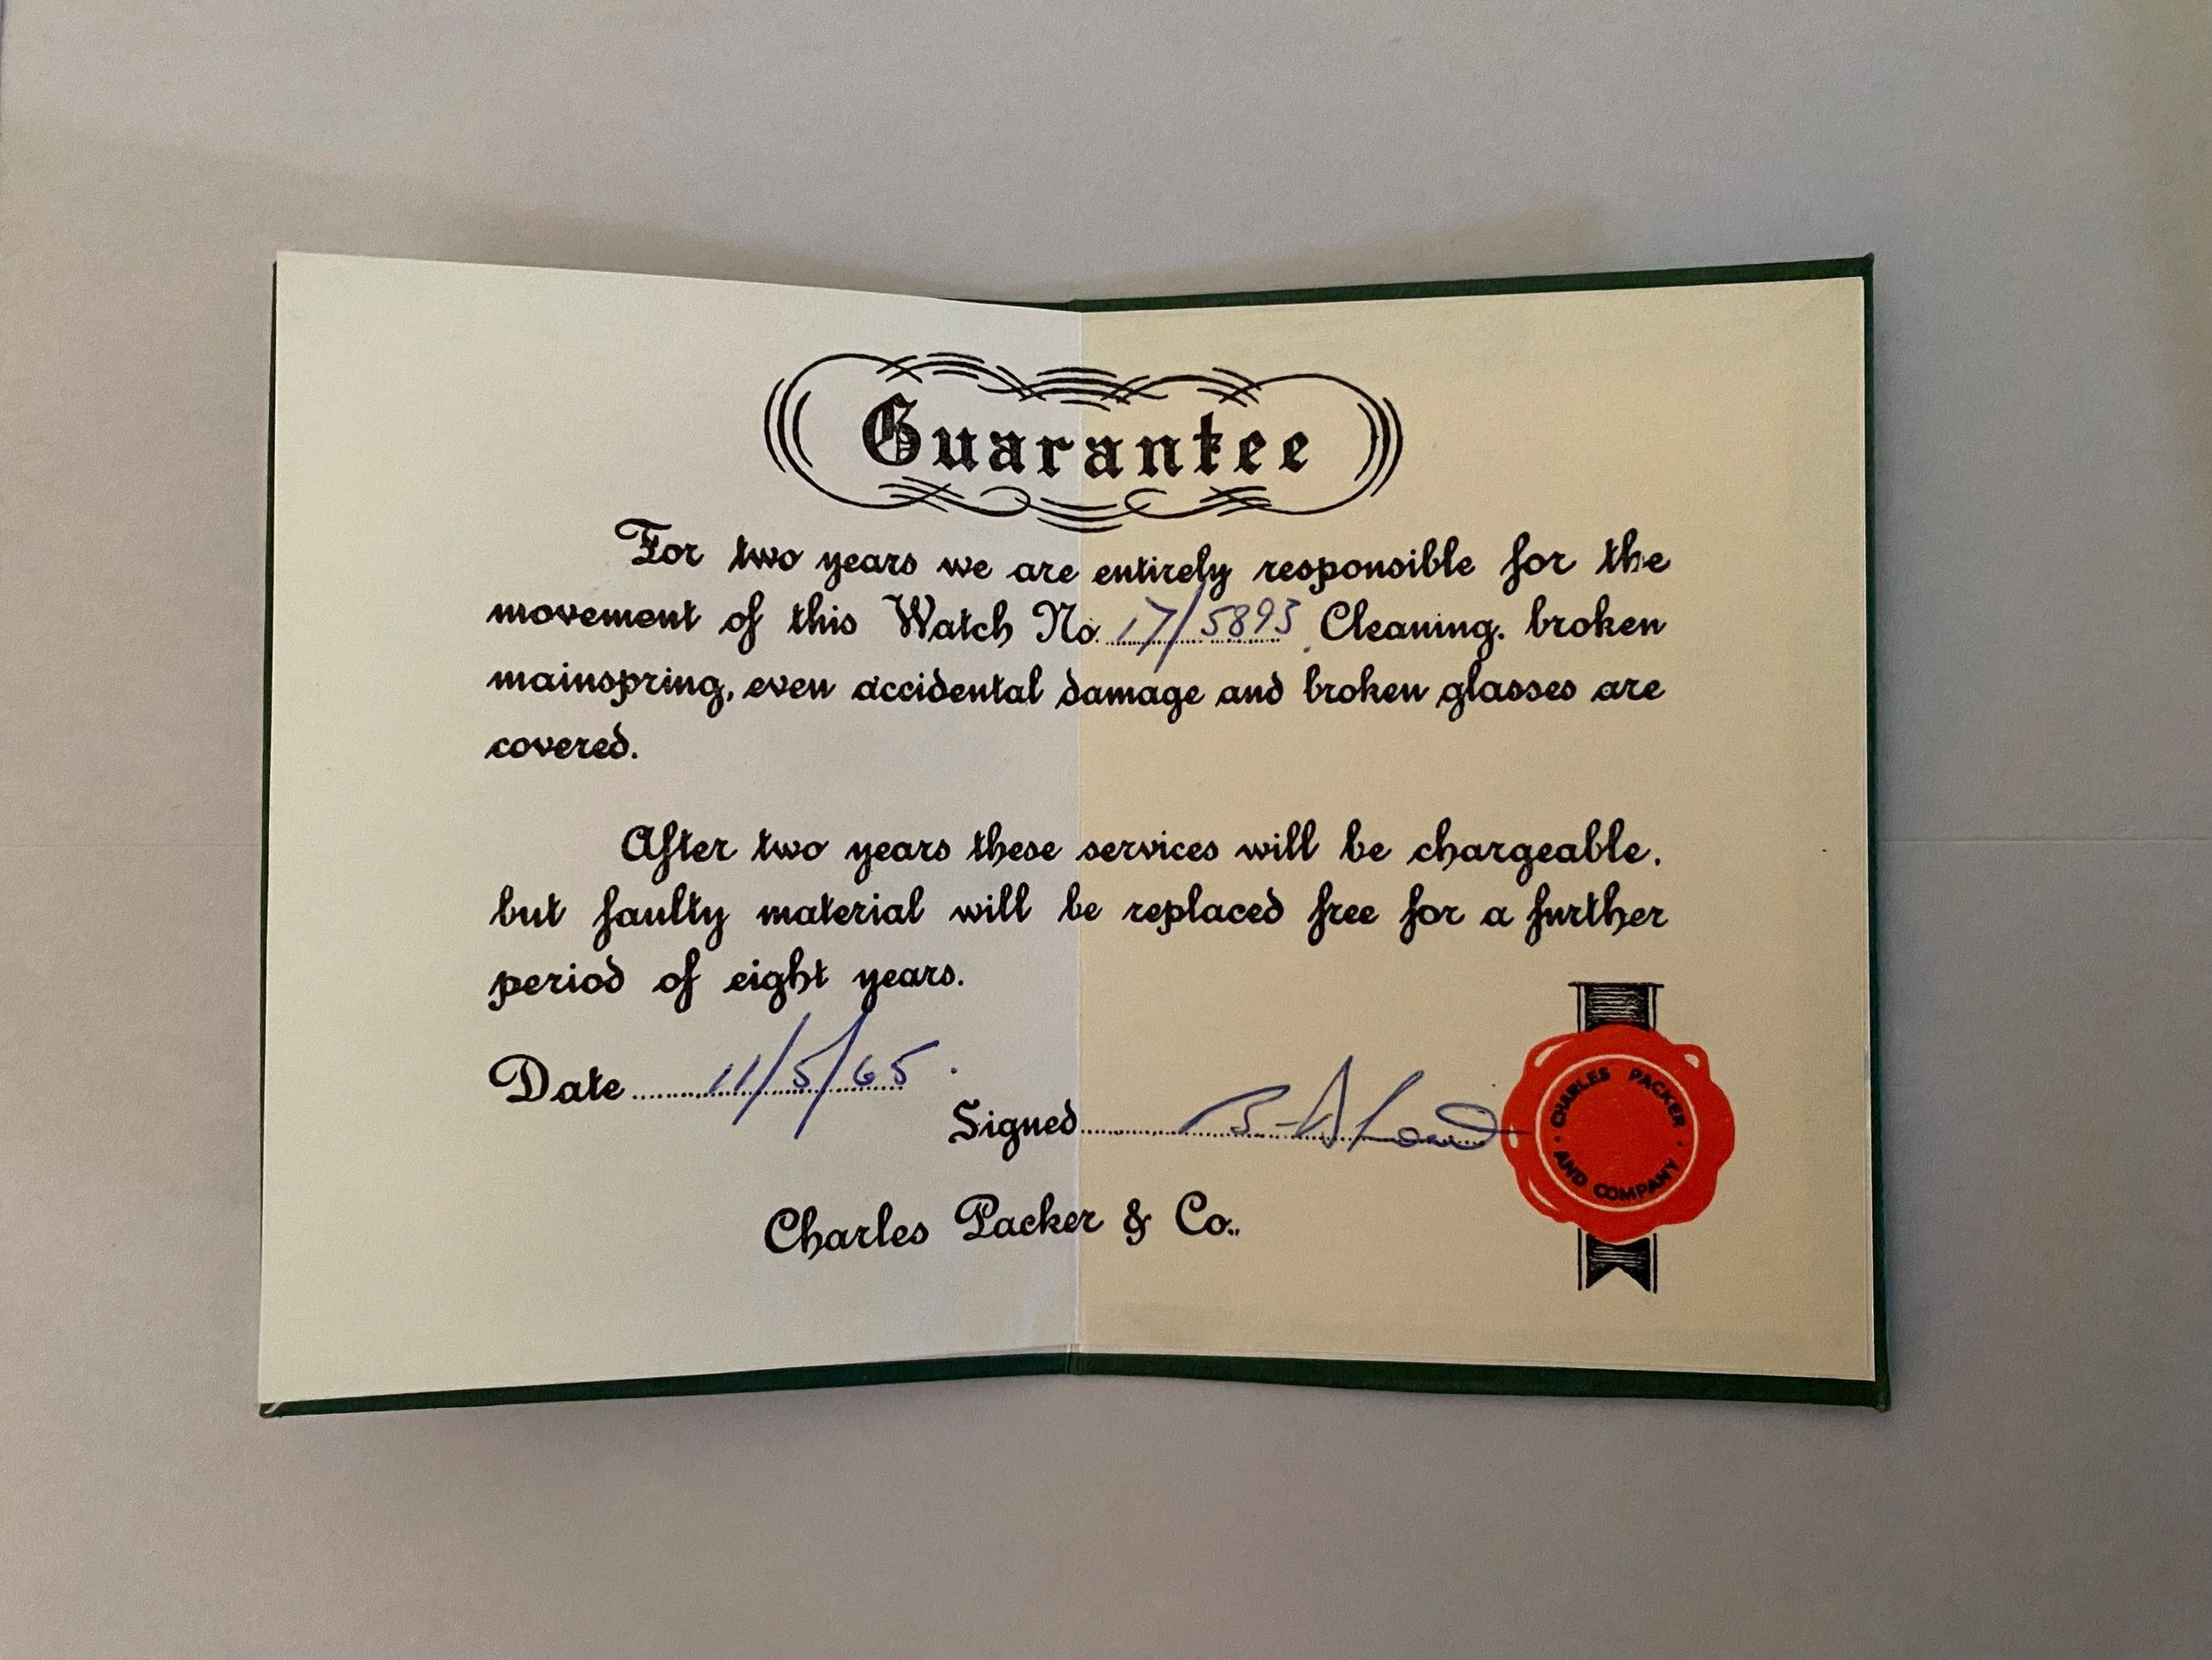 Guarantee
For two years we are entirely responsible for the
movement of this Watch No. 17/5893. Cleaning. broken
mainspring, even accidental damage and broken glasses are
covered.
After two years these services will be chargeable.
but faulty material will be replaced free for a further
period of eight years.
Date 11/5/65.
Signed
Charles Packer & Co.,
CHARLES PACKER
AND COMPANY